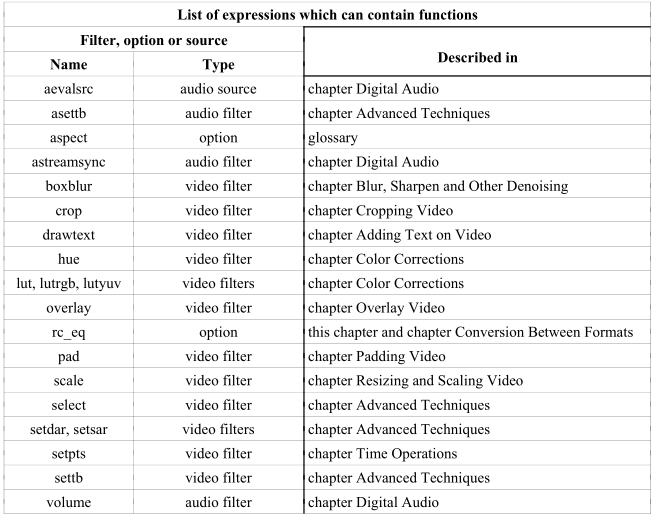 List of expressions which can contain functions
Filter, option or source
Described in
Name Type
aevalsrc audio source chapter Digital Audio
asettb audio filter chapter Advanced Techniques
aspect option glossary
astreamsync audio filter chapter Digital Audio
boxblur video filter chapter Blur, Sharpen and Other Denoising
crop video filter chapter Cropping Video
drawtext video filter chapter Adding Text on Video
hue video filter chapter Color Corrections
lut, lutrgb, lutyuv video filters chapter Color Corrections
overlay video filter chapter Overlay Video
rc_eq option this chapter and chapter Conversion Between Formats
pad video filter chapter Padding Video
scale video filter chapter Resizing and Scaling Video
select video filter chapter Advanced Techniques
setdar, setsar video filters chapter Advanced Techniques
setpts video filter chapter Time Operations
settb video filter chapter Advanced Techniques
volume audio filter chapter Digital Audio